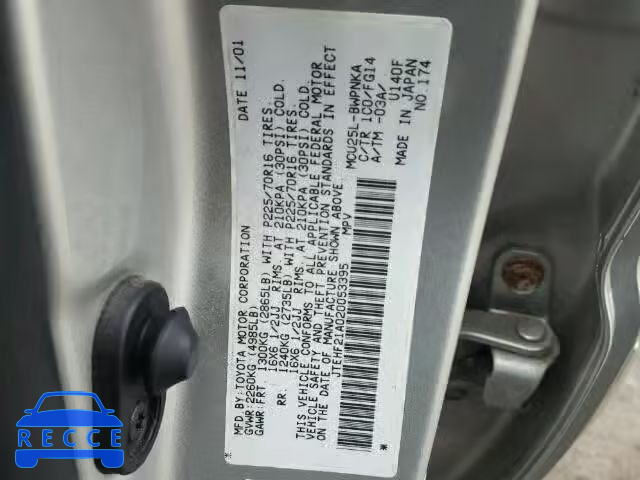 MFD.BY:TOYOTA MOTOR CORPORATION DATE 11/01
GVWR:2260KG(4985LB)
GAWR:FRT 1300KG (2865LB) WITH P225/70R16 TIRES.
16X6 1/2JJ RIMS. AT 210KPA (30PSI) COLD.
RR 1240KG (2735LB) WITH P225/70R16 TIRES.
16X6 1/2JJ RIMS. AT 210KPA (30PSI) COLD.
THIS VEHICLE CONFORMS TO ALL APPLICABLE FEDERAL MOTOR
VEHICLE SAFETY AND THEFT PREVENTION STANDARDS IN EFFECT
ON THE DATE OF MANUFACTURE SHOWN ABOVE.
*JTEHF21A020053395* MPV
MCU25L-BWPNKA
C/TR 1C0/FG14
A/TM -03A/
U140F
MADE IN JAPAN NO.174
RECCE